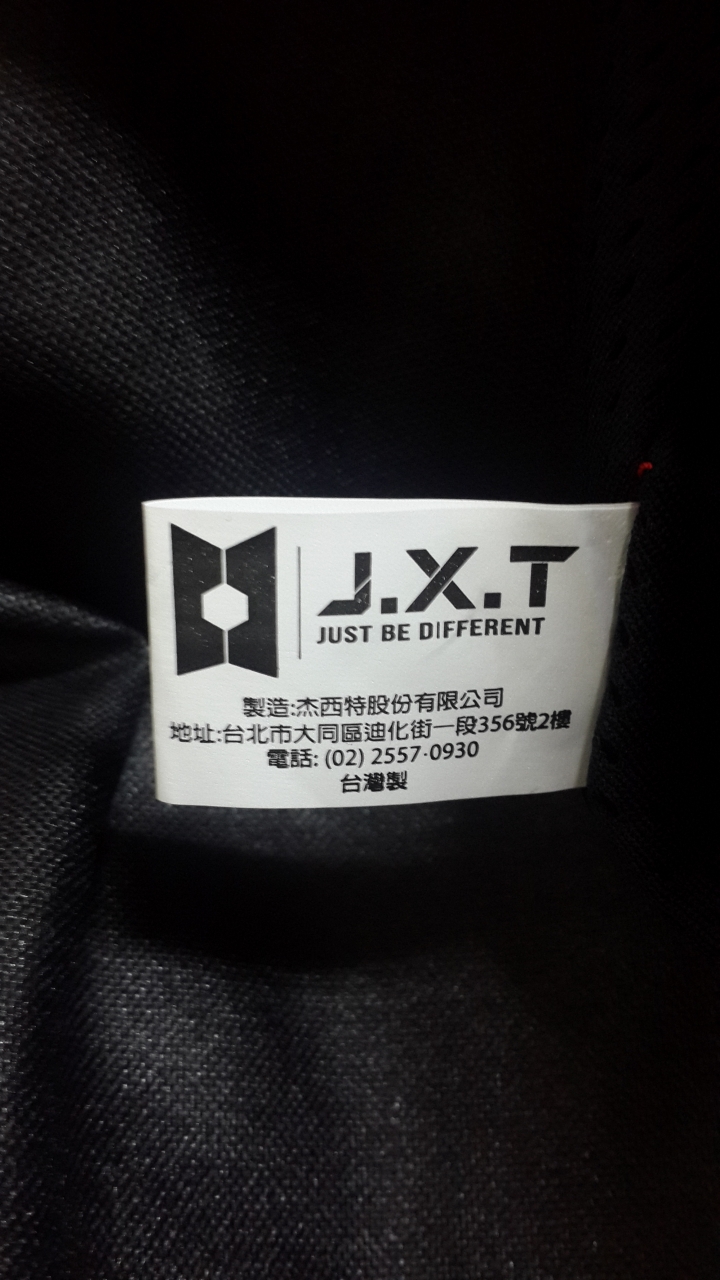 J.X.T
JUST BE DIFFERENT
製造:杰西特股份有限公司
地址:台北市大同區迪化街一段356號2樓
電話: (02) 2557-0930
台灣製